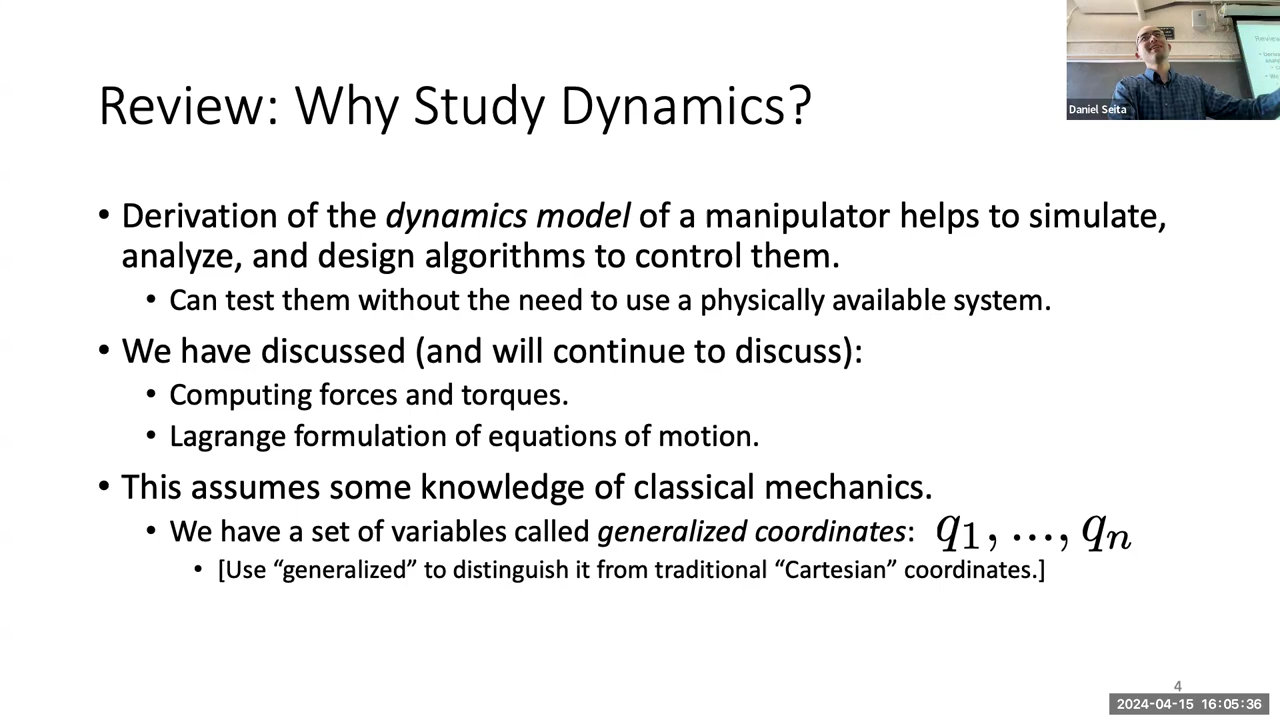 Daniel Seita
Review: Why Study Dynamics?
• Derivation of the dynamics model of a manipulator helps to simulate,
analyze, and design algorithms to control them.
• Can test them without the need to use a physically available system.
• We have discussed (and will continue to discuss):
• Computing forces and torques.
• Lagrange formulation of equations of motion.
• This assumes some knowledge of classical mechanics.
• We have a set of variables called generalized coordinates: q1, ..., qn
• [Use “generalized” to distinguish it from traditional “Cartesian” coordinates.]
4
2024-04-15 16:05:36